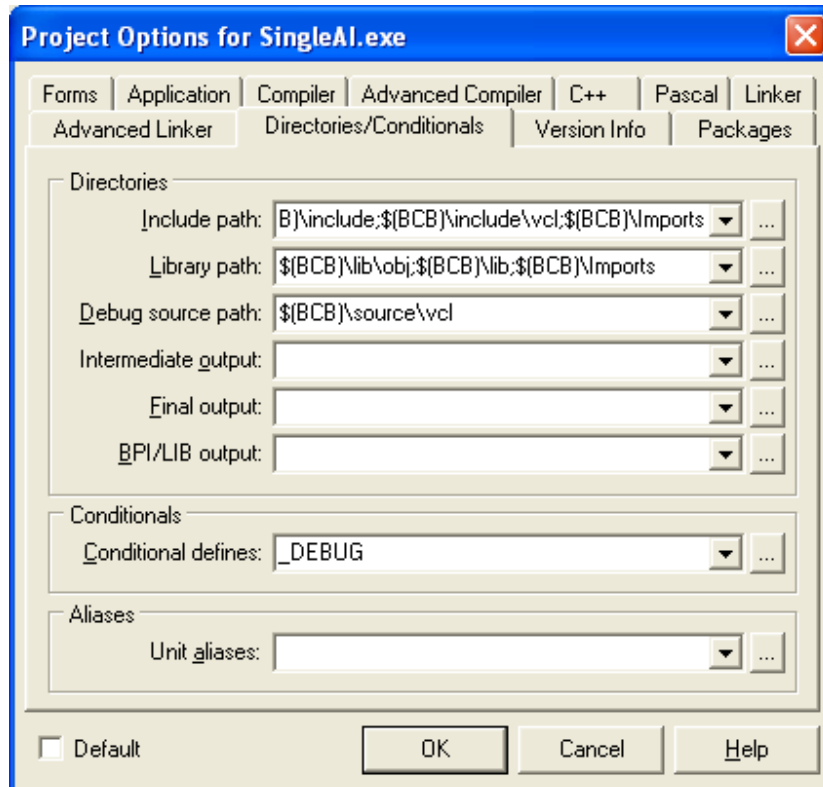 Project Options for SingleAI.exe
Forms Application Compiler Advanced Compiler C++ Pascal Linker
Advanced Linker Directories/Conditionals Version Info Packages
Directories
Include path: B)\include;$(BCB)\include\vcl;$(BCB)\Imports ...
Library path: $(BCB)\lib\obj;$(BCB)\lib;$(BCB)\Imports ...
Debug source path: $(BCB)\source\vcl ...
Intermediate output: ...
Final output: ...
BPI/LIB output: ...
Conditionals
Conditional defines: _DEBUG ...
Aliases
Unit aliases: ...
Default OK Cancel Help